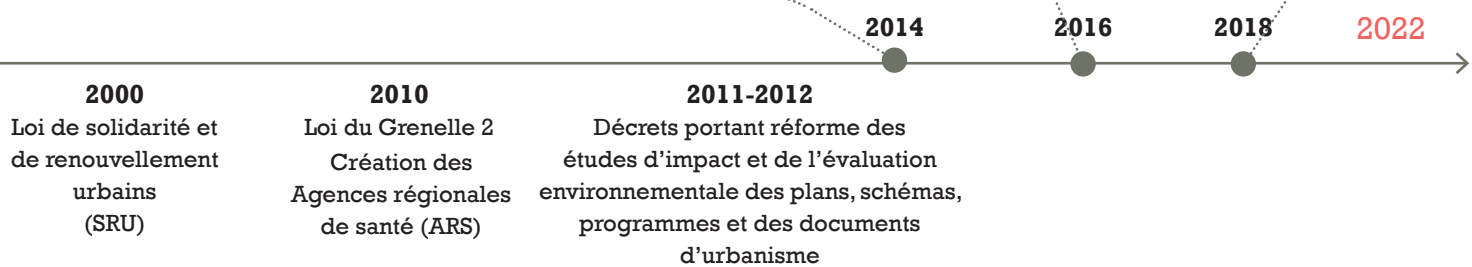 2014
2016
2018
2022
2000
Loi de solidarité et
de renouvellement
urbains
(SRU)
2010
Loi du Grenelle 2
Création des
Agences régionales
de santé (ARS)
2011-2012
Décrets portant réforme des
études d’impact et de l’évaluation
environnementale des plans, schémas,
programmes et des documents
d’urbanisme